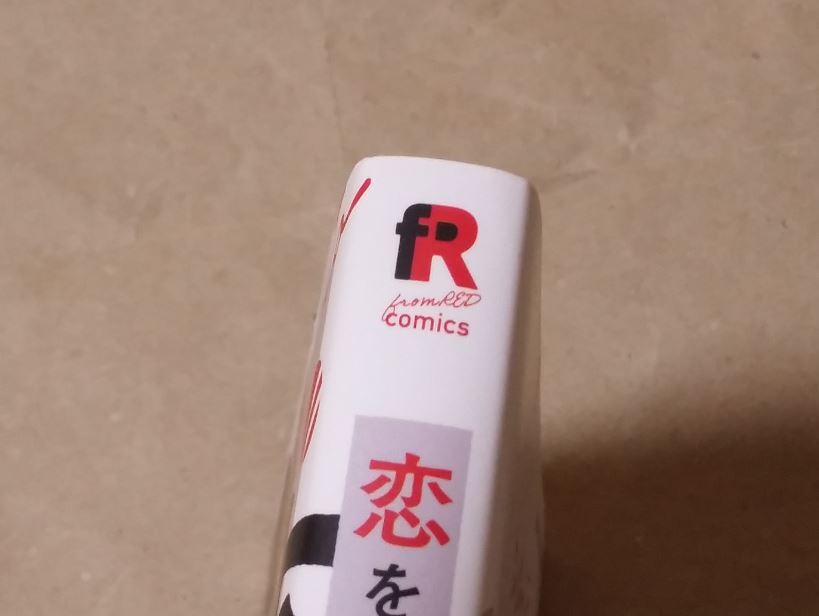 fR
fromRED
comics
恋を